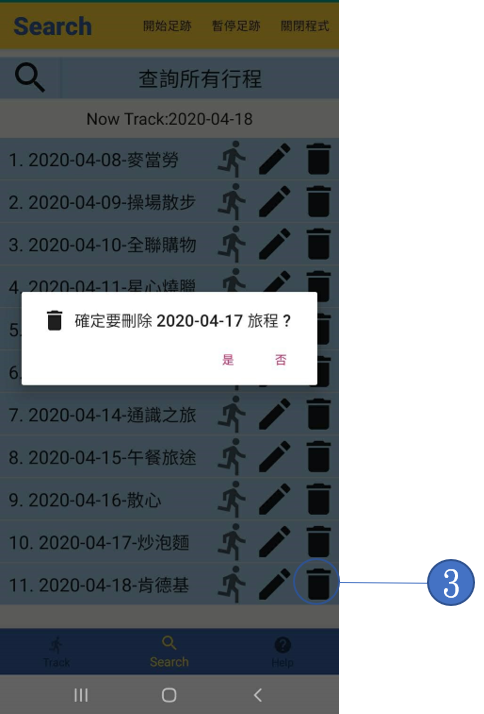 Search 開始足跡 暫停足跡 關閉程式
查詢所有行程
Now Track:2020-04-18
1. 2020-04-08-麥當勞
2. 2020-04-09-操場散步
3. 2020-04-10-全聯購物
4. 2020-04-11-星心燒臘
5.
確定要刪除 2020-04-17 旅程 ?
是 否
6.
7. 2020-04-14-通識之旅
8. 2020-04-15-午餐旅途
9. 2020-04-16-散心
10. 2020-04-17-炒泡麵
11. 2020-04-18-肯德基
3
Track Search Help